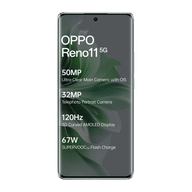 OPPO
Reno11 5G
50MP
Ultra-Clear Main Camera with OIS
32MP
Telephoto Portrait Camera
120Hz
3D Curved AMOLED Display
67W
SUPERVOOC™ Flash Charge